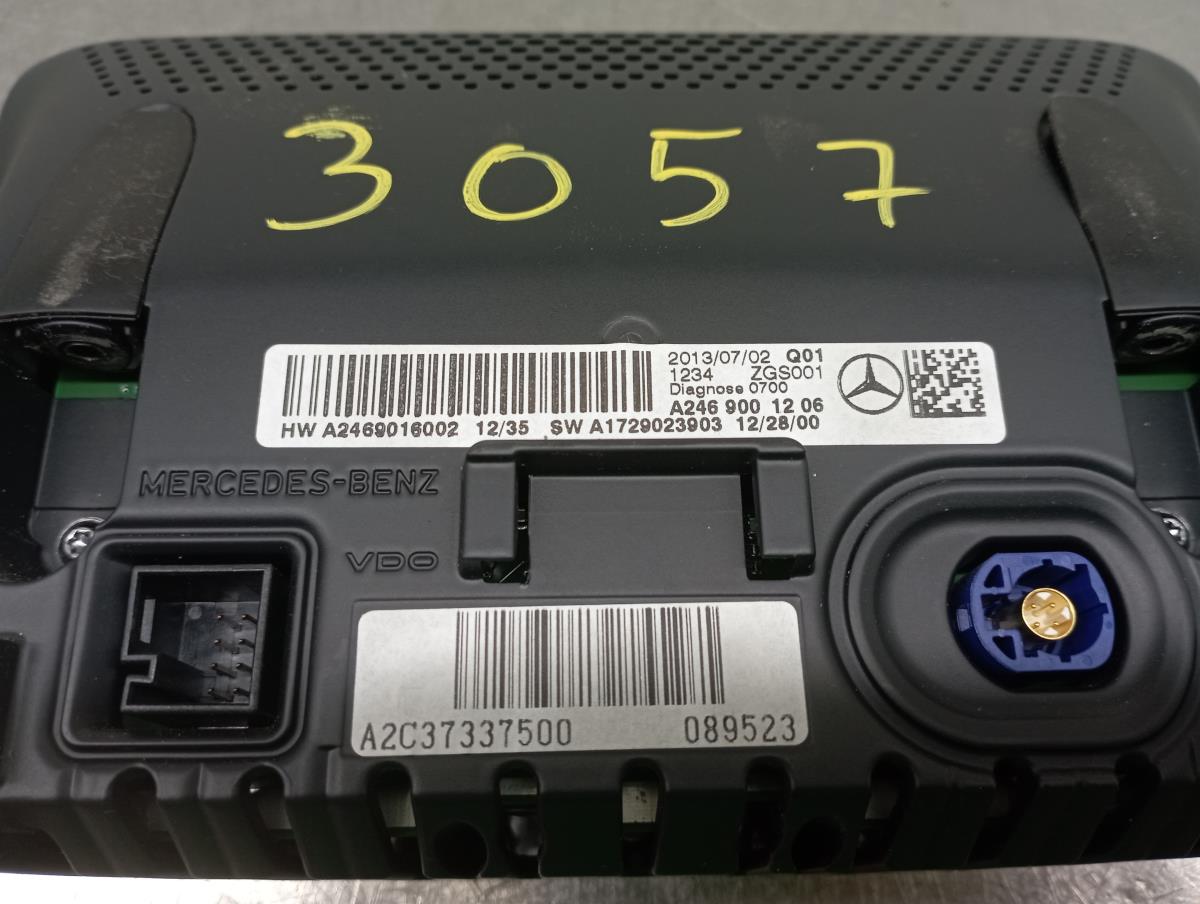 3057
2013/07/02 Q01
1234 ZGS001
Diagnose 0700
A246 900 12 06
HW A2469016002 12/35 SW A1729023903 12/28/00
MERCEDES-BENZ
VDO
A2C37337500 089523